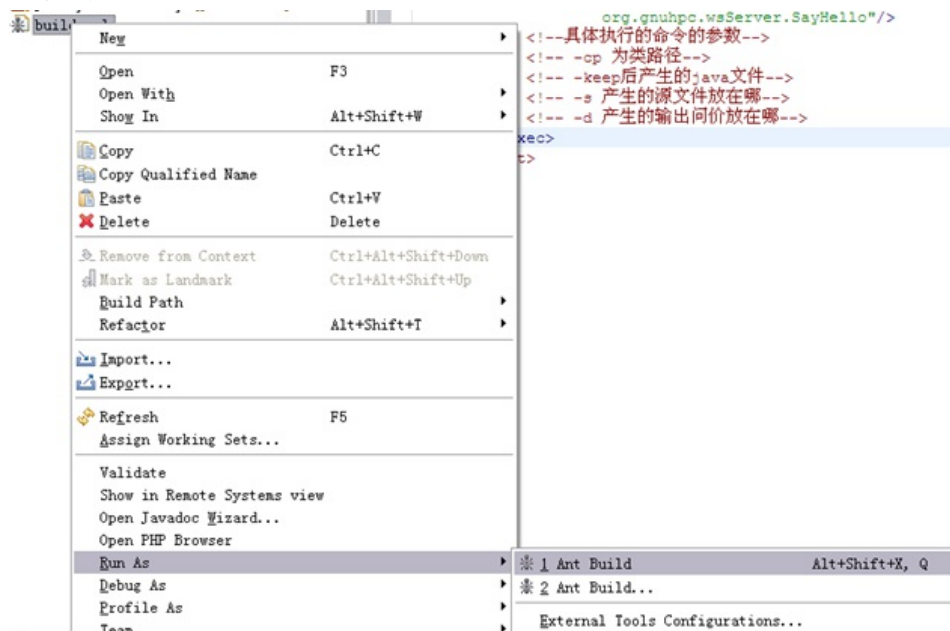 build
org.gnuhpc.wsServer.SayHello"/>
<!--具体执行的命令的参数-->
<!-- -cp 为类路径-->
<!-- -keep后产生的java文件-->
<!-- -s 产生的源文件放在哪-->
<!-- -d 产生的输出问价放在哪-->
xec>
t>
New
Open F3
Open With
Show In Alt+Shift+W
Copy Ctrl+C
Copy Qualified Name
Paste Ctrl+V
Delete Delete
Remove from Context Ctrl+Alt+Shift+Down
Mark as Landmark Ctrl+Alt+Shift+Up
Build Path
Refactor Alt+Shift+T
Import...
Export...
Refresh F5
Assign Working Sets...
Validate
Show in Remote Systems view
Open Javadoc Wizard...
Open PHP Browser
Run As
Debug As
Profile As
Team
1 Ant Build Alt+Shift+X, Q
2 Ant Build...
External Tools Configurations...